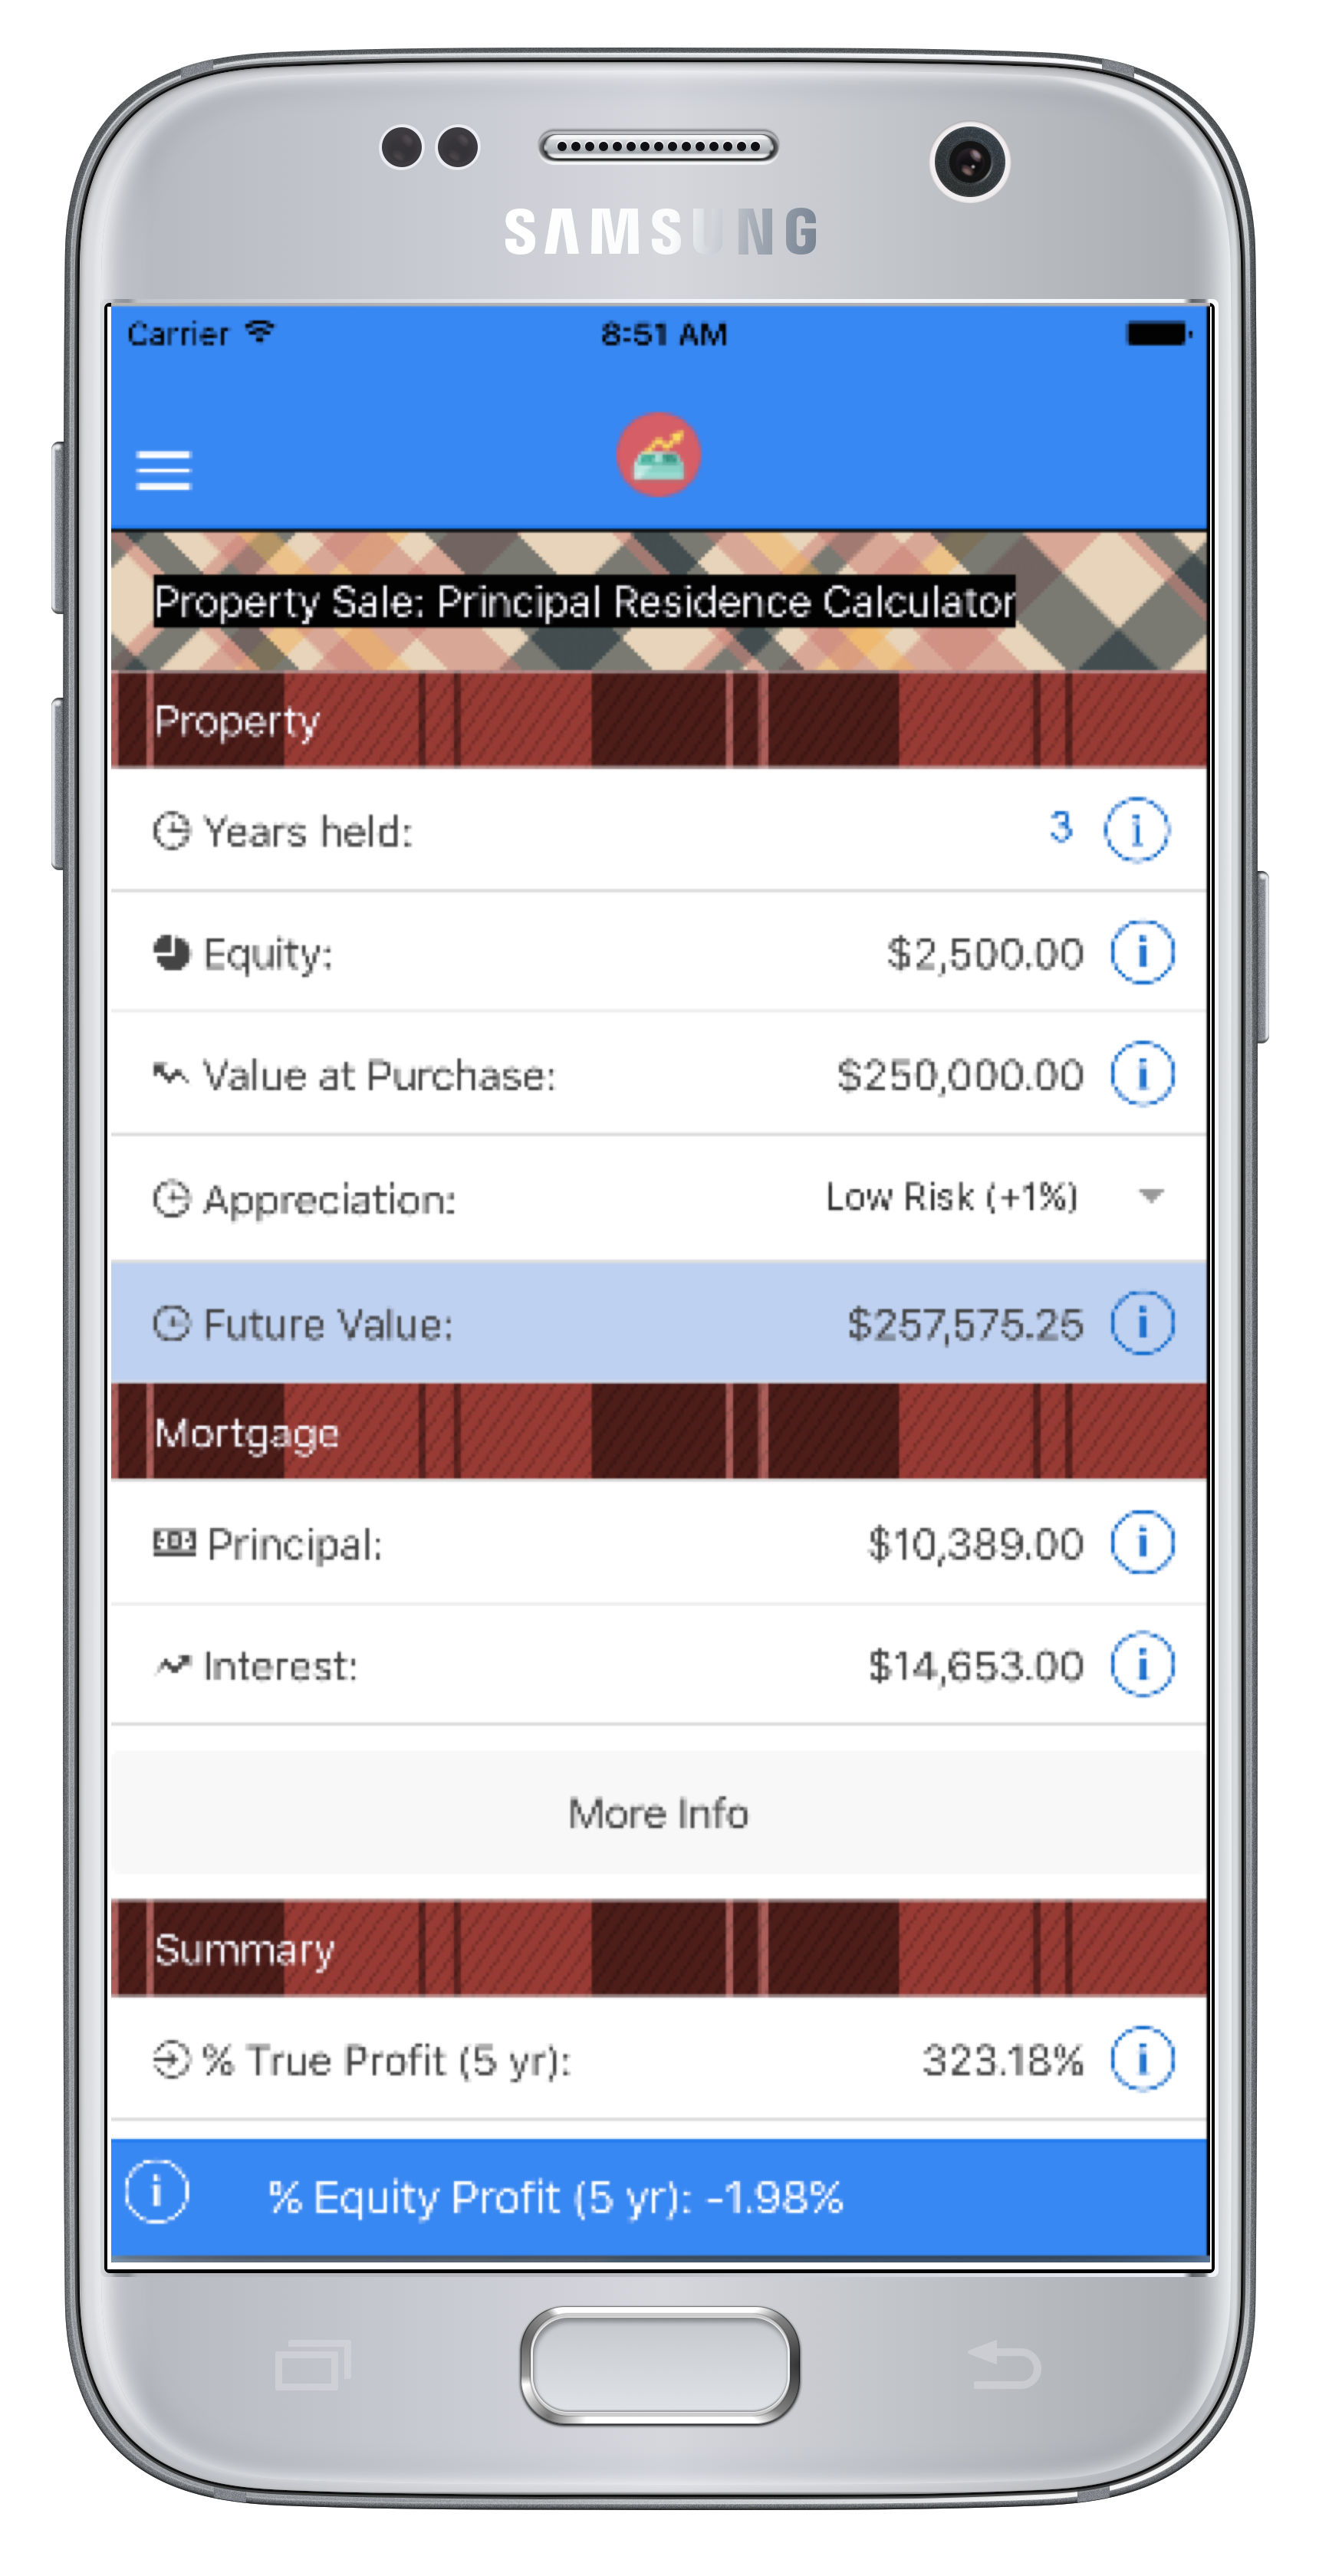 SAMSUNG
Carrier 8:51 AM
Property Sale: Principal Residence Calculator
Property
Years held: 3
Equity: $2,500.00
Value at Purchase: $250,000.00
Appreciation: Low Risk (+1%)
Future Value: $257,575.25
Mortgage
Principal: $10,389.00
Interest: $14,653.00
More Info
Summary
% True Profit (5 yr): 323.18%
% Equity Profit (5 yr): -1.98%